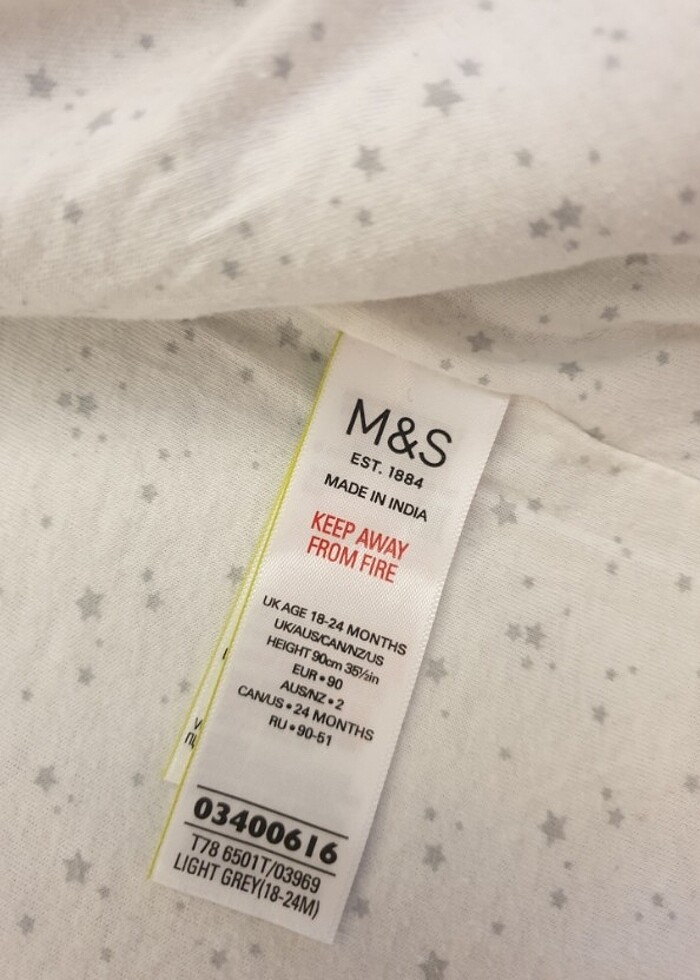 M&S
EST. 1884
MADE IN INDIA
KEEP AWAY
FROM FIRE
UK AGE 18-24 MONTHS
UK/AUS/CAN/NZ/US
HEIGHT 90cm 35½in
EUR•90
AUS/NZ•2
CAN/US•24 MONTHS
RU•90-51
03400616
T78 6501T/03969
LIGHT GREY(18-24M)